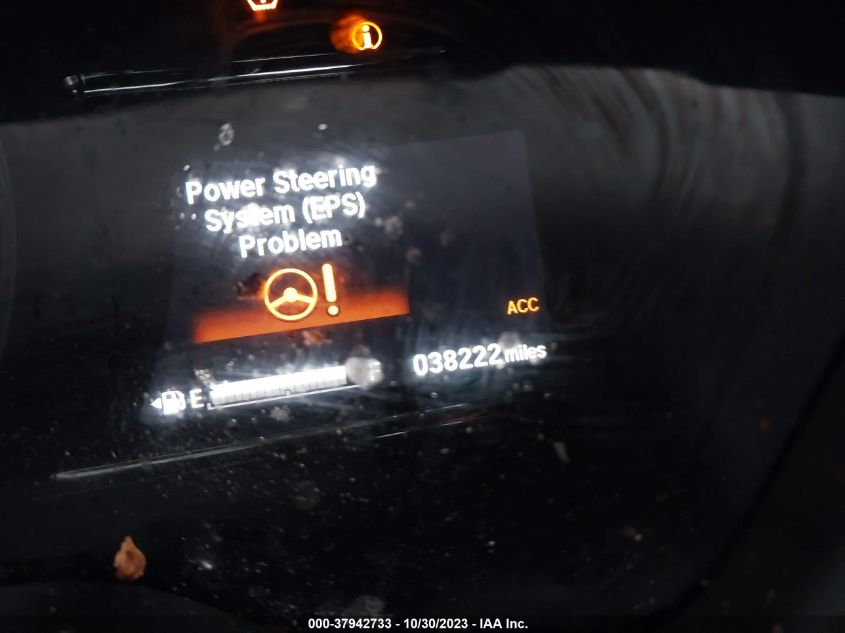 i
Power Steering
System (EPS)
Problem
!
ACC
038222 miles
E
000-37942733 - 10/30/2023 - IAA Inc.